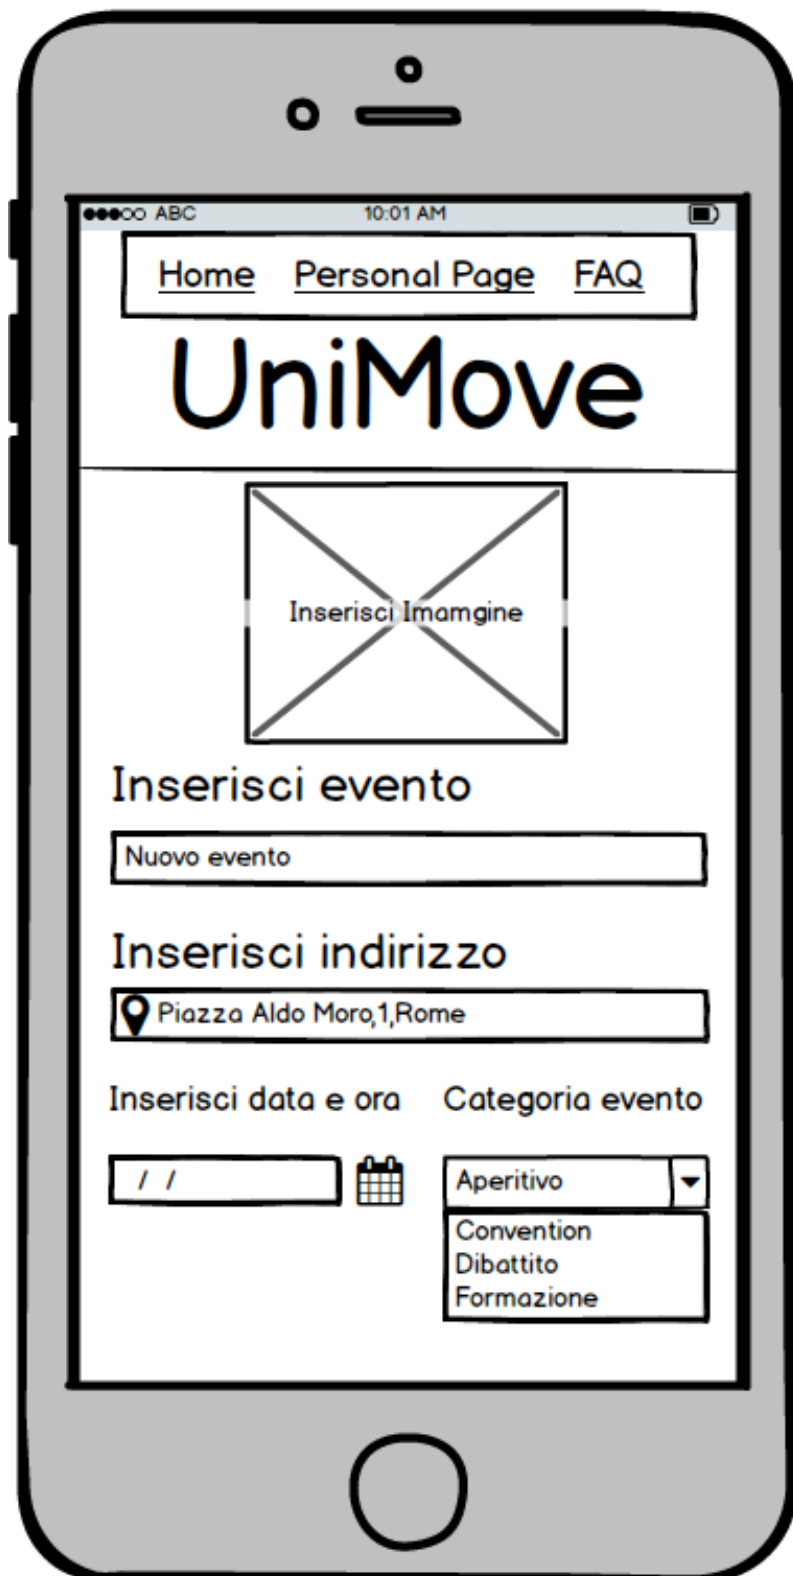 ABC 10:01 AM
Home Personal Page FAQ
UniMove
Inserisci Imamgine
Inserisci evento
Nuovo evento
Inserisci indirizzo
Piazza Aldo Moro,1,Rome
Inserisci data e ora Categoria evento
/ / Aperitivo
Convention
Dibattito
Formazione